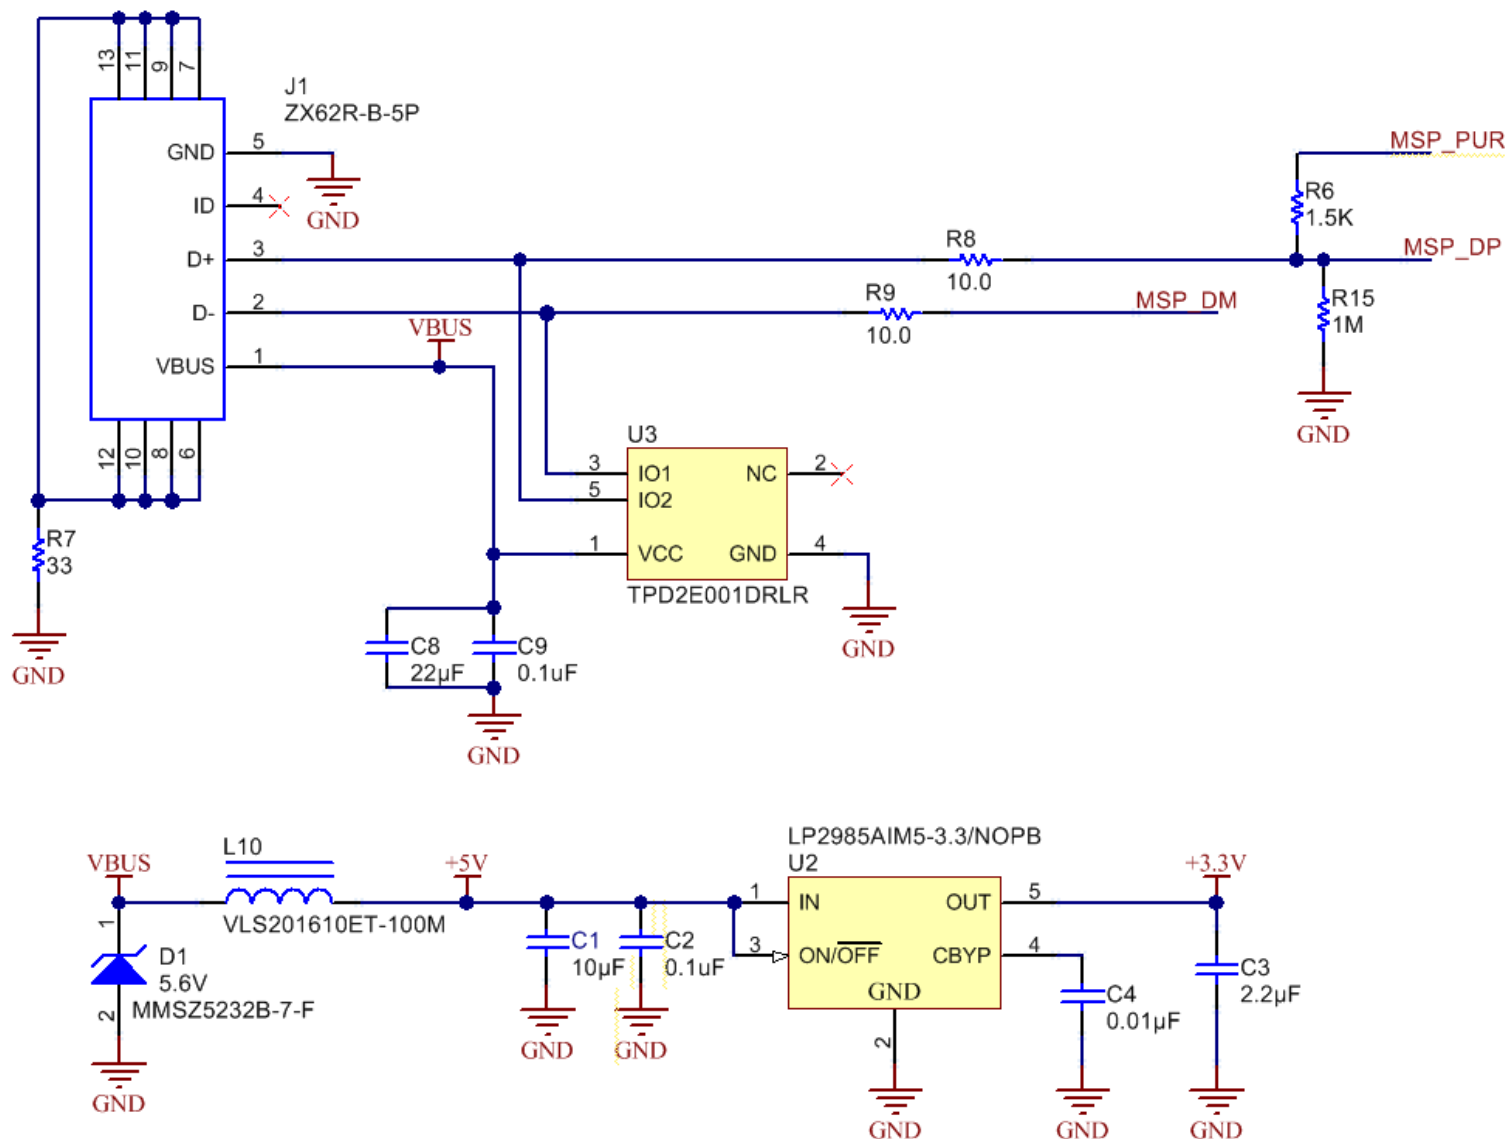 13
11
9
7
J1
ZX62R-B-5P
GND
5
GND
ID
4
D+
3
D-
2
VBUS
1
VBUS
12
10
8
6
R7
33
GND
R8
10.0
R9
10.0
MSP_DM
MSP_PUR
R6
1.5K
MSP_DP
R15
1M
GND
U3
3
IO1
NC
2
5
IO2
1
VCC
GND
4
TPD2E001DRLR
GND
C8
22µF
C9
0.1uF
GND
VBUS
L10
VLS201610ET-100M
+5V
1
D1
5.6V
MMSZ5232B-7-F
2
GND
C1
10µF
GND
C2
0.1uF
GND
LP2985AIM5-3.3/NOPB
U2
1
IN
OUT
5
3
ON/OFF
CBYP
4
GND
2
GND
C4
0.01µF
GND
+3.3V
C3
2.2µF
GND